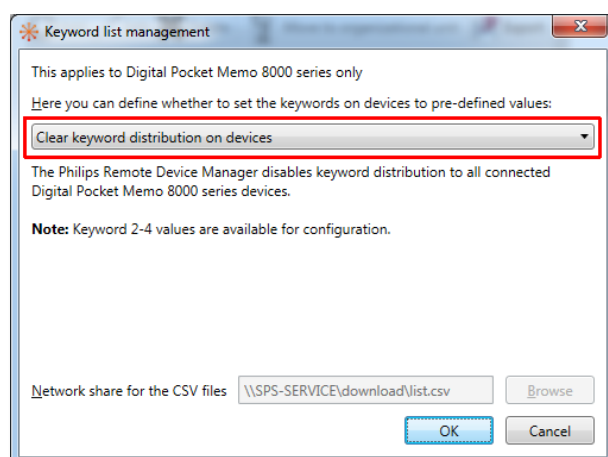 Keyword list management
This applies to Digital Pocket Memo 8000 series only
Here you can define whether to set the keywords on devices to pre-defined values:
Clear keyword distribution on devices
The Philips Remote Device Manager disables keyword distribution to all connected
Digital Pocket Memo 8000 series devices.
Note: Keyword 2-4 values are available for configuration.
Network share for the CSV files \\SPS-SERVICE\download\list.csv Browse
OK Cancel